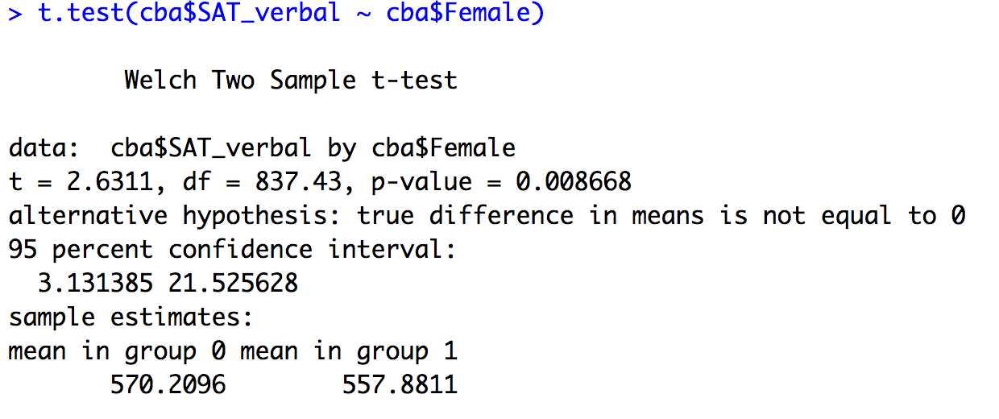 > t.test(cba$SAT_verbal ~ cba$Female)
Welch Two Sample t-test
data:  cba$SAT_verbal by cba$Female
t = 2.6311, df = 837.43, p-value = 0.008668
alternative hypothesis: true difference in means is not equal to 0
95 percent confidence interval:
3.131385 21.525628
sample estimates:
mean in group 0 mean in group 1
570.2096        557.8811